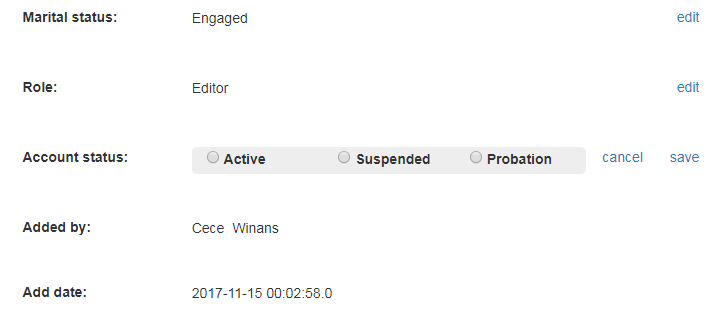 Marital status: Engaged edit
Role: Editor edit
Account status: Active Suspended Probation cancel save
Added by: Cece Winans
Add date: 2017-11-15 00:02:58.0